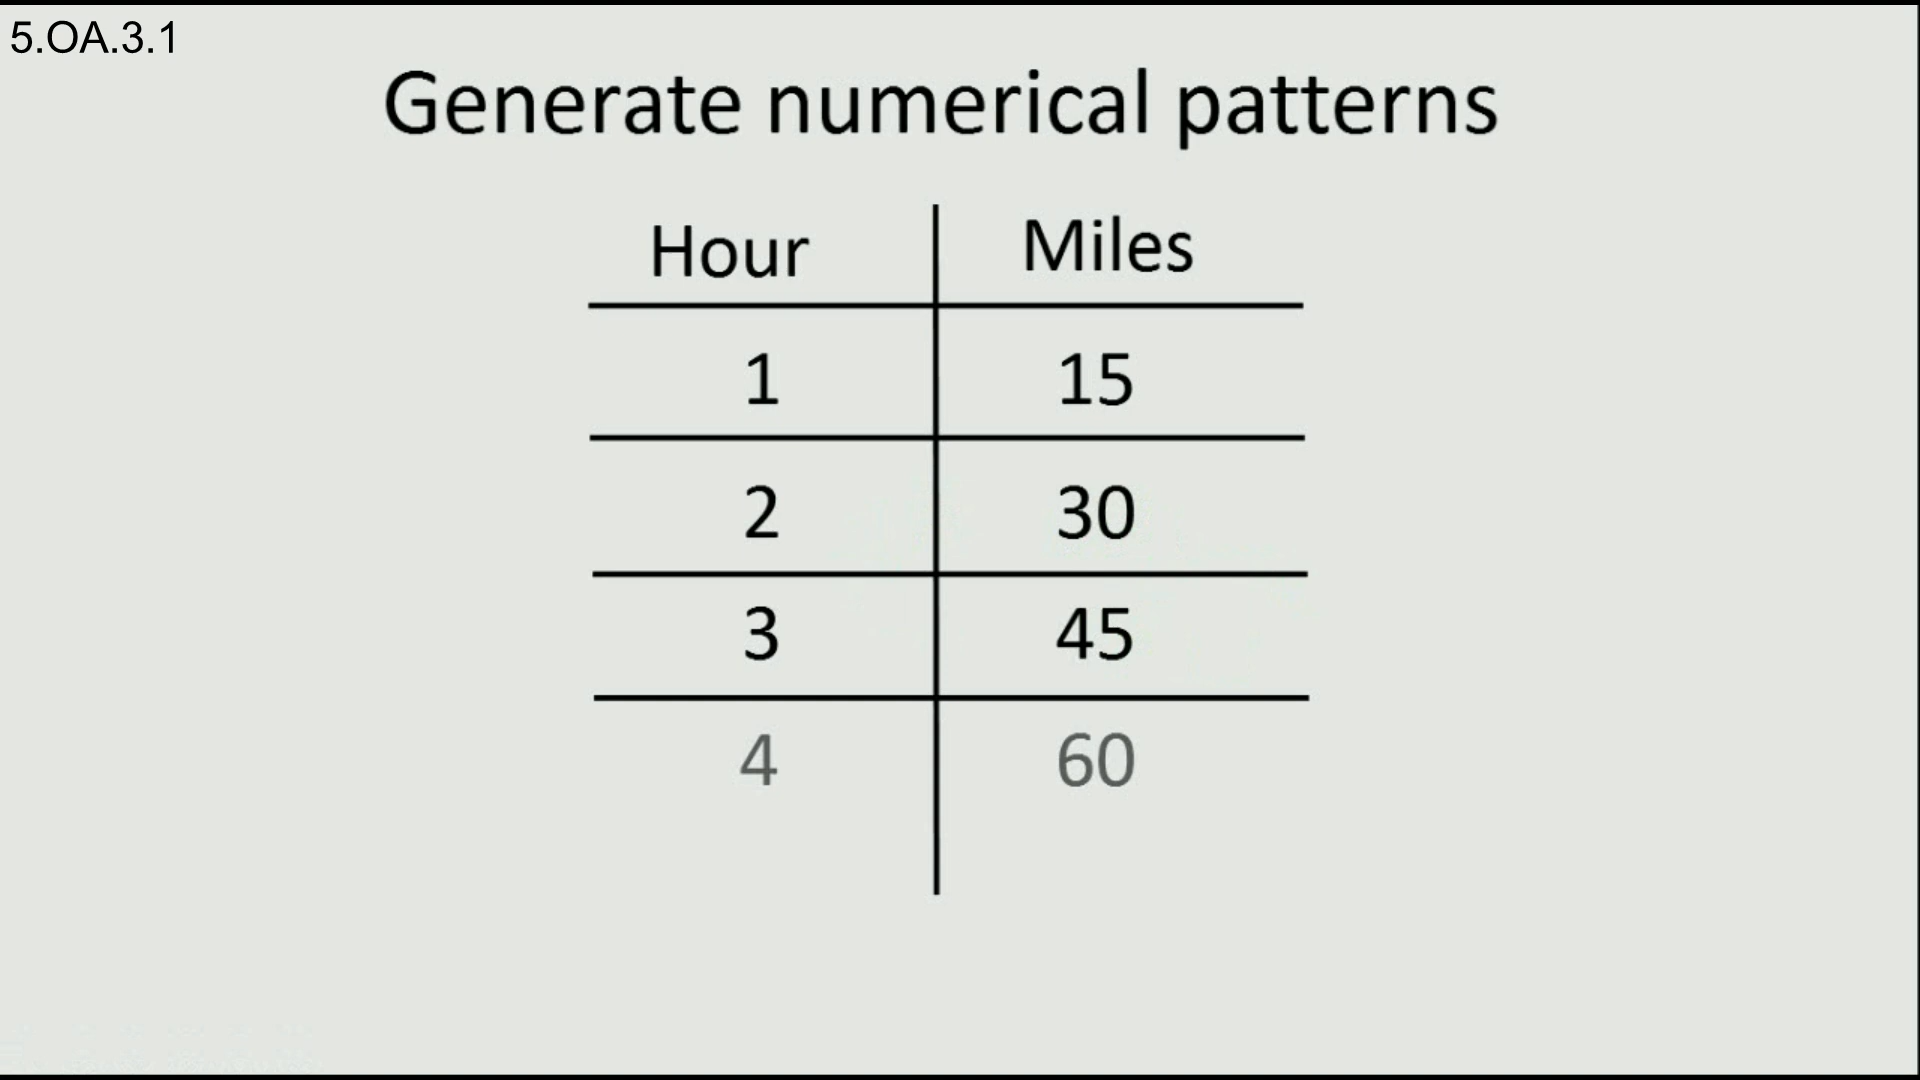 5.OA.3.1
Generate numerical patterns
Hour Miles
1 15
2 30
3 45
4 60